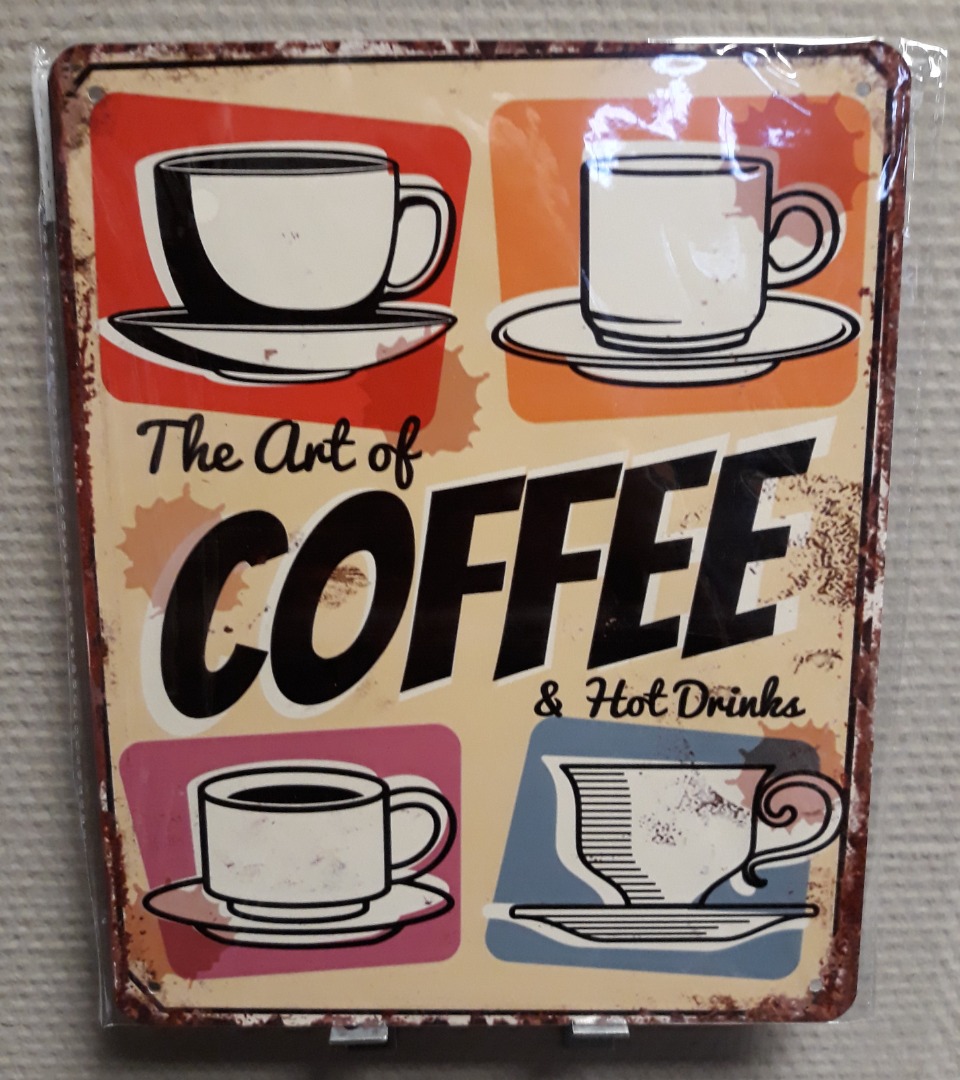 The Art of
COFFEE
& Hot Drinks